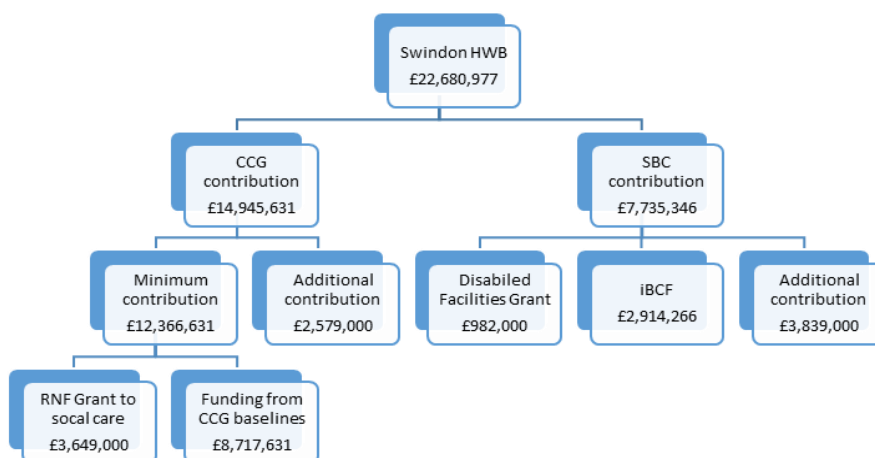 Swindon HWB
£22,680,977
CCG
contribution
£14,945,631
SBC
contribution
£7,735,346
Minimum
contribution
£12,366,631
Additional
contribution
£2,579,000
Disabiled
Facilities Grant
£982,000
iBCF
£2,914,266
Additional
contribution
£3,839,000
RNF Grant to
socal care
£3,649,000
Funding from
CCG baselines
£8,717,631